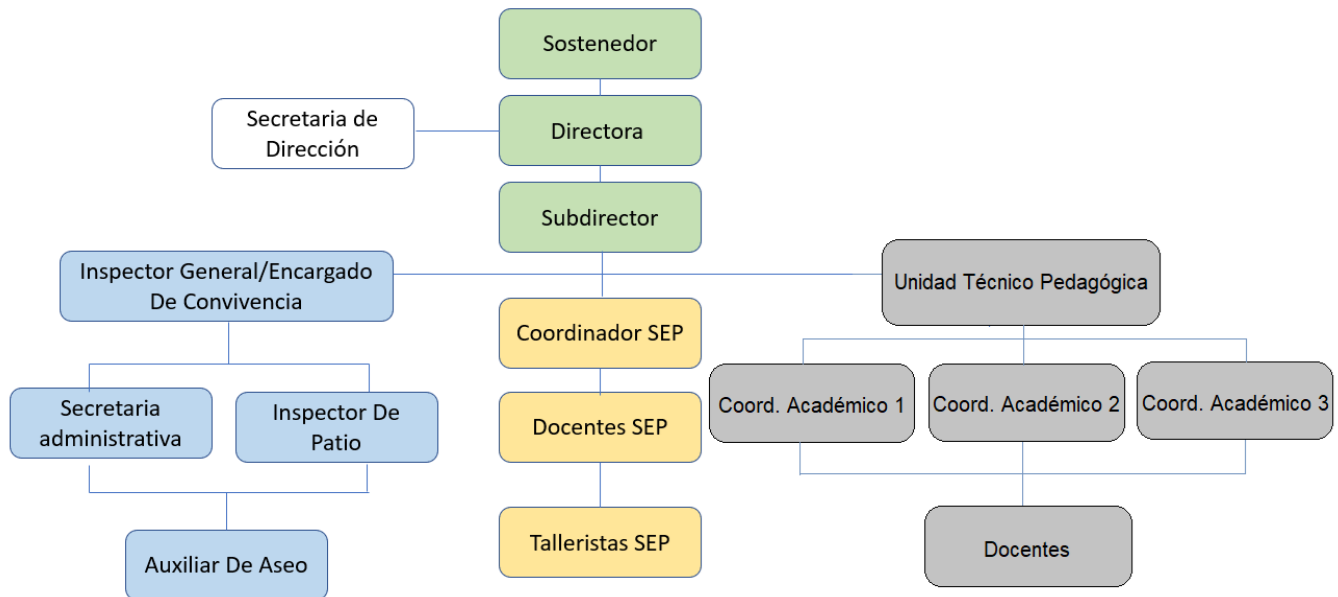 Sostenedor
Secretaria de
Dirección
Directora
Subdirector
Inspector General/Encargado
De Convivencia
Unidad Técnico Pedagógica
Coordinador SEP
Secretaria
administrativa
Inspector De
Patio
Docentes SEP
Coord. Académico 1
Coord. Académico 2
Coord. Académico 3
Auxiliar De Aseo
Talleristas SEP
Docentes